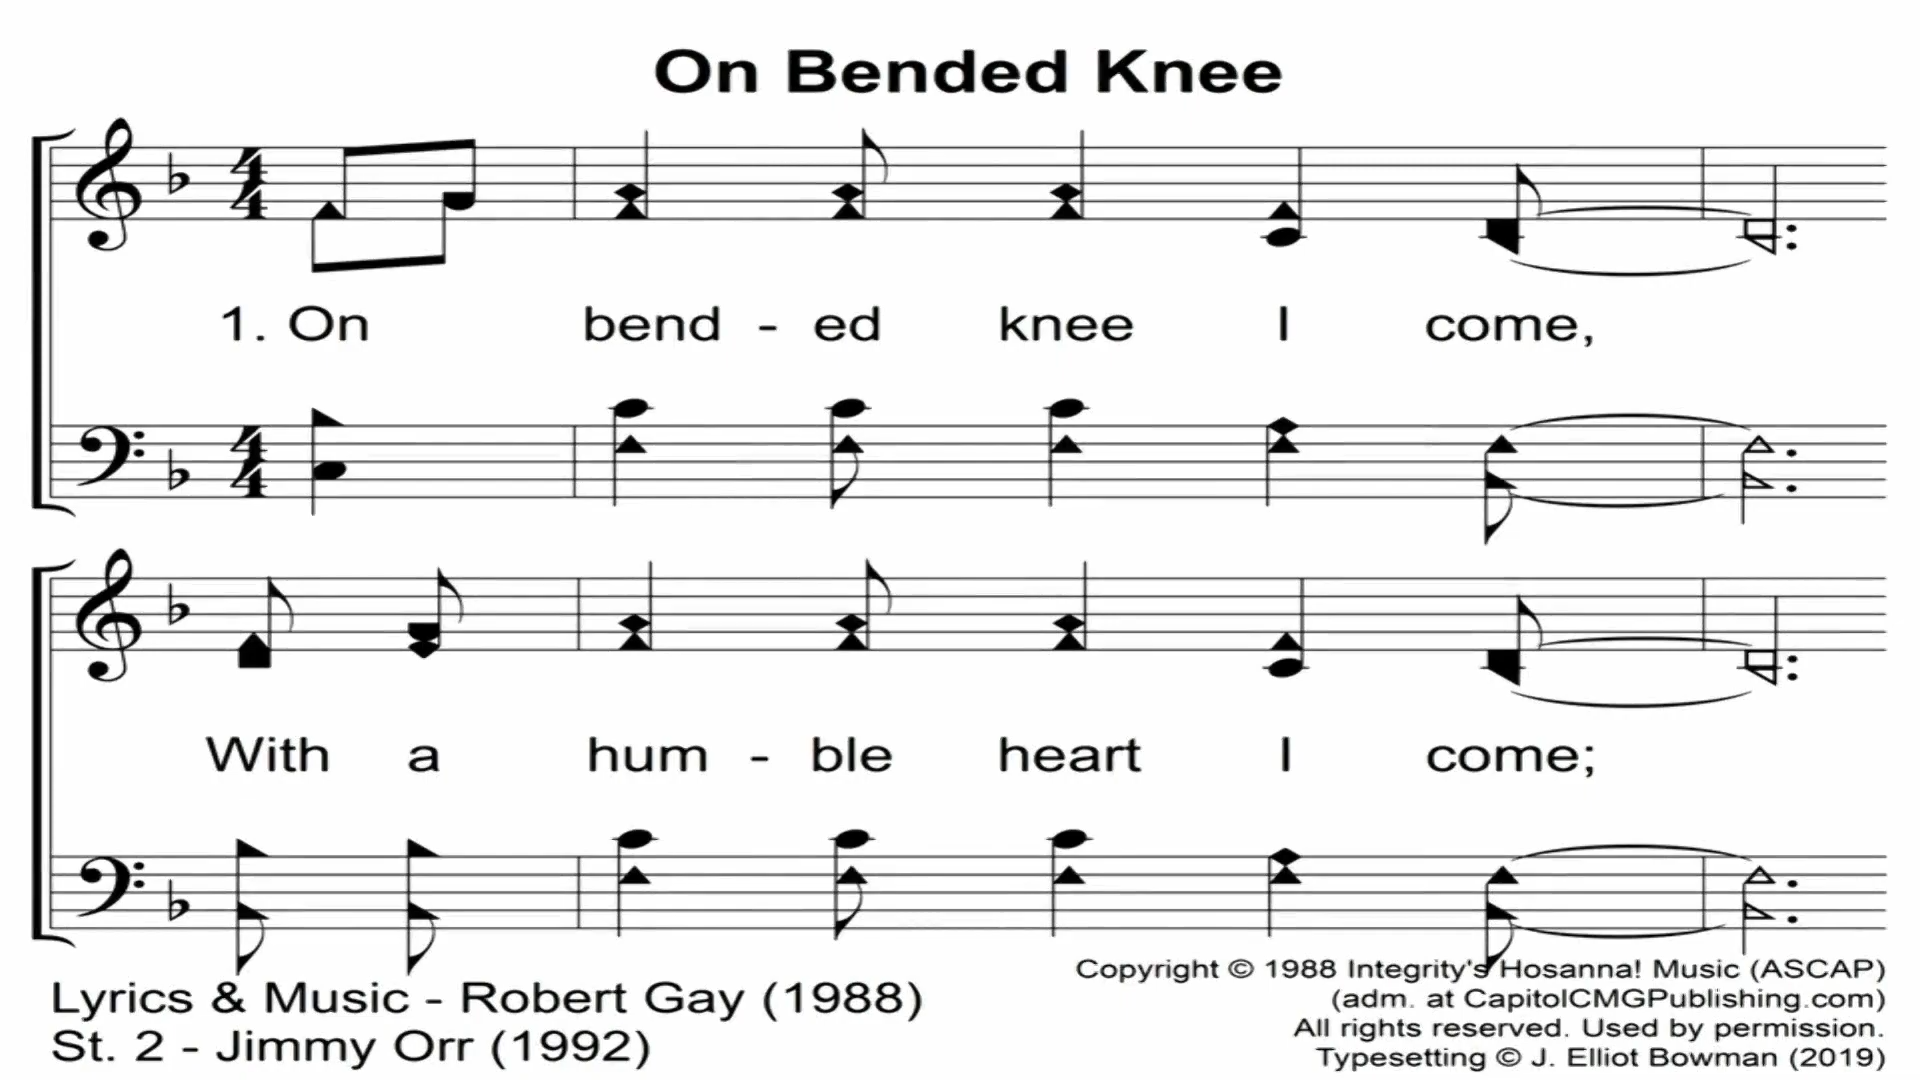 On Bended Knee
1. On bend - ed knee I come,
With a hum - ble heart I come;
Lyrics & Music - Robert Gay (1988)
St. 2 - Jimmy Orr (1992)
Copyright © 1988 Integrity's Hosanna! Music (ASCAP)
(adm. at CapitolCMGPublishing.com)
All rights reserved. Used by permission.
Typesetting © J. Elliot Bowman (2019)